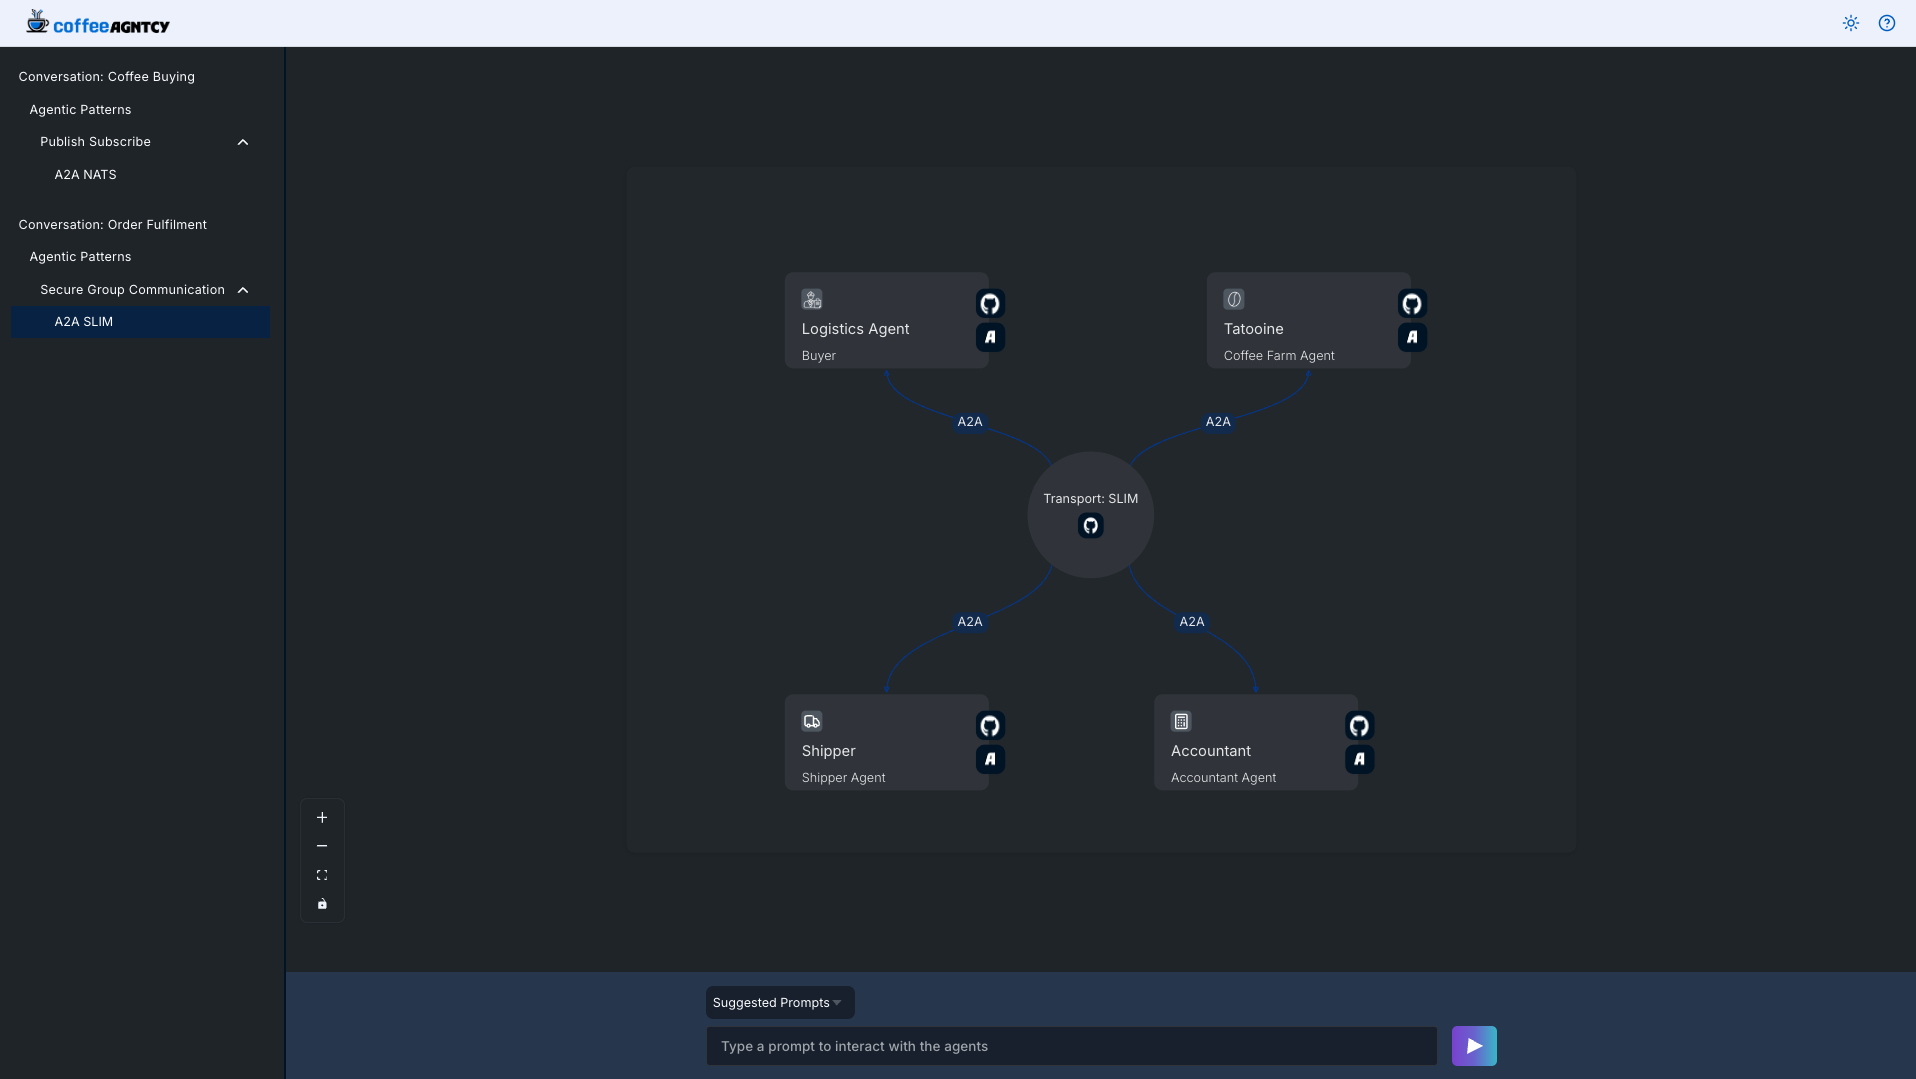 coffeeAGNTCY
Conversation: Coffee Buying
Agentic Patterns
Publish Subscribe
A2A NATS
Conversation: Order Fulfilment
Agentic Patterns
Secure Group Communication
A2A SLIM
Logistics Agent
Buyer
A
Tatooine
Coffee Farm Agent
A
A2A
A2A
Transport: SLIM
A2A
A2A
Shipper
Shipper Agent
A
Accountant
Accountant Agent
A
Suggested Prompts
Type a prompt to interact with the agents